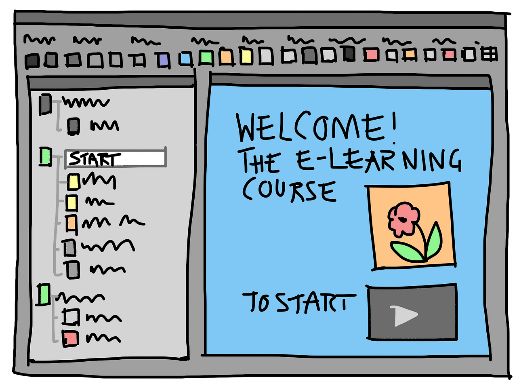 START
WELCOME!
THE E-LEARNING
COURSE
TO START